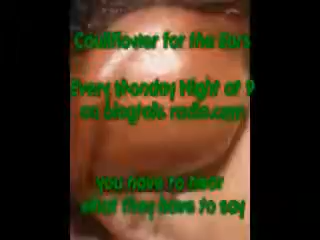 Cauliflower for the Ears
Every Monday Night at 9
on blogtalk radio.com
you have to hear
what they have to say